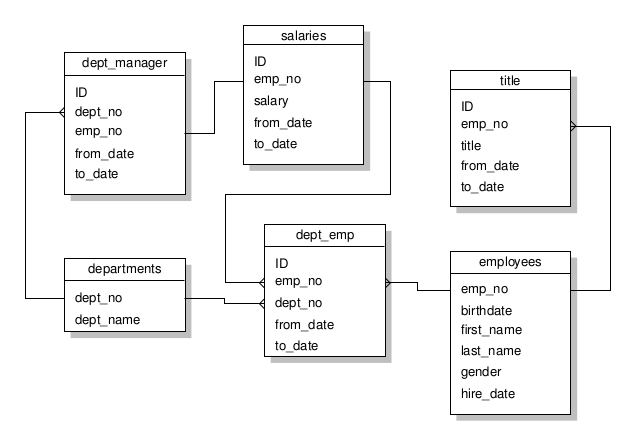 dept_manager
ID
dept_no
emp_no
from_date
to_date
salaries
ID
emp_no
salary
from_date
to_date
title
ID
emp_no
title
from_date
to_date
departments
dept_no
dept_name
dept_emp
ID
emp_no
dept_no
from_date
to_date
employees
emp_no
birthdate
first_name
last_name
gender
hire_date